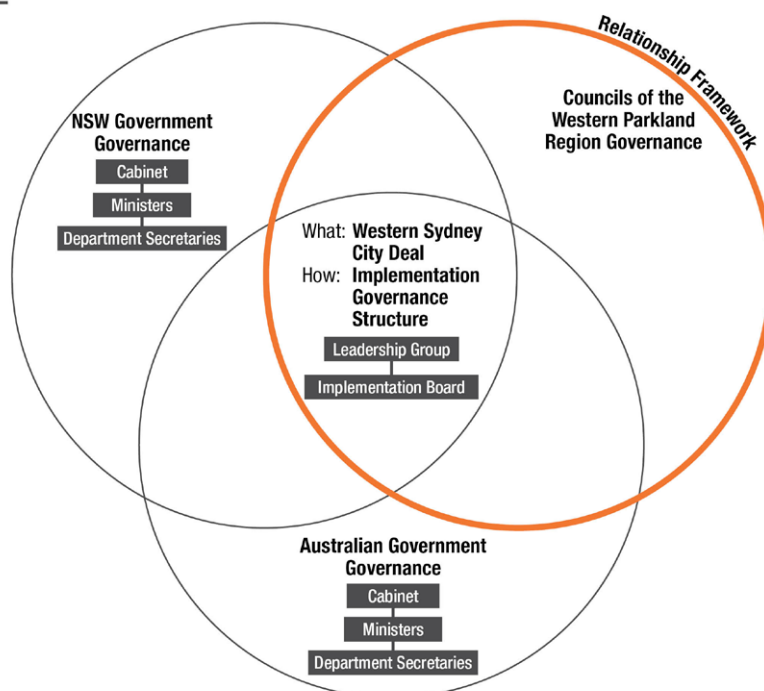 Relationship Framework
Councils of the
Western Parkland
Region Governance
NSW Government
Governance
Cabinet
Ministers
Department Secretaries
What: Western Sydney
City Deal
How: Implementation
Governance
Structure
Leadership Group
Implementation Board
Australian Government
Governance
Cabinet
Ministers
Department Secretaries